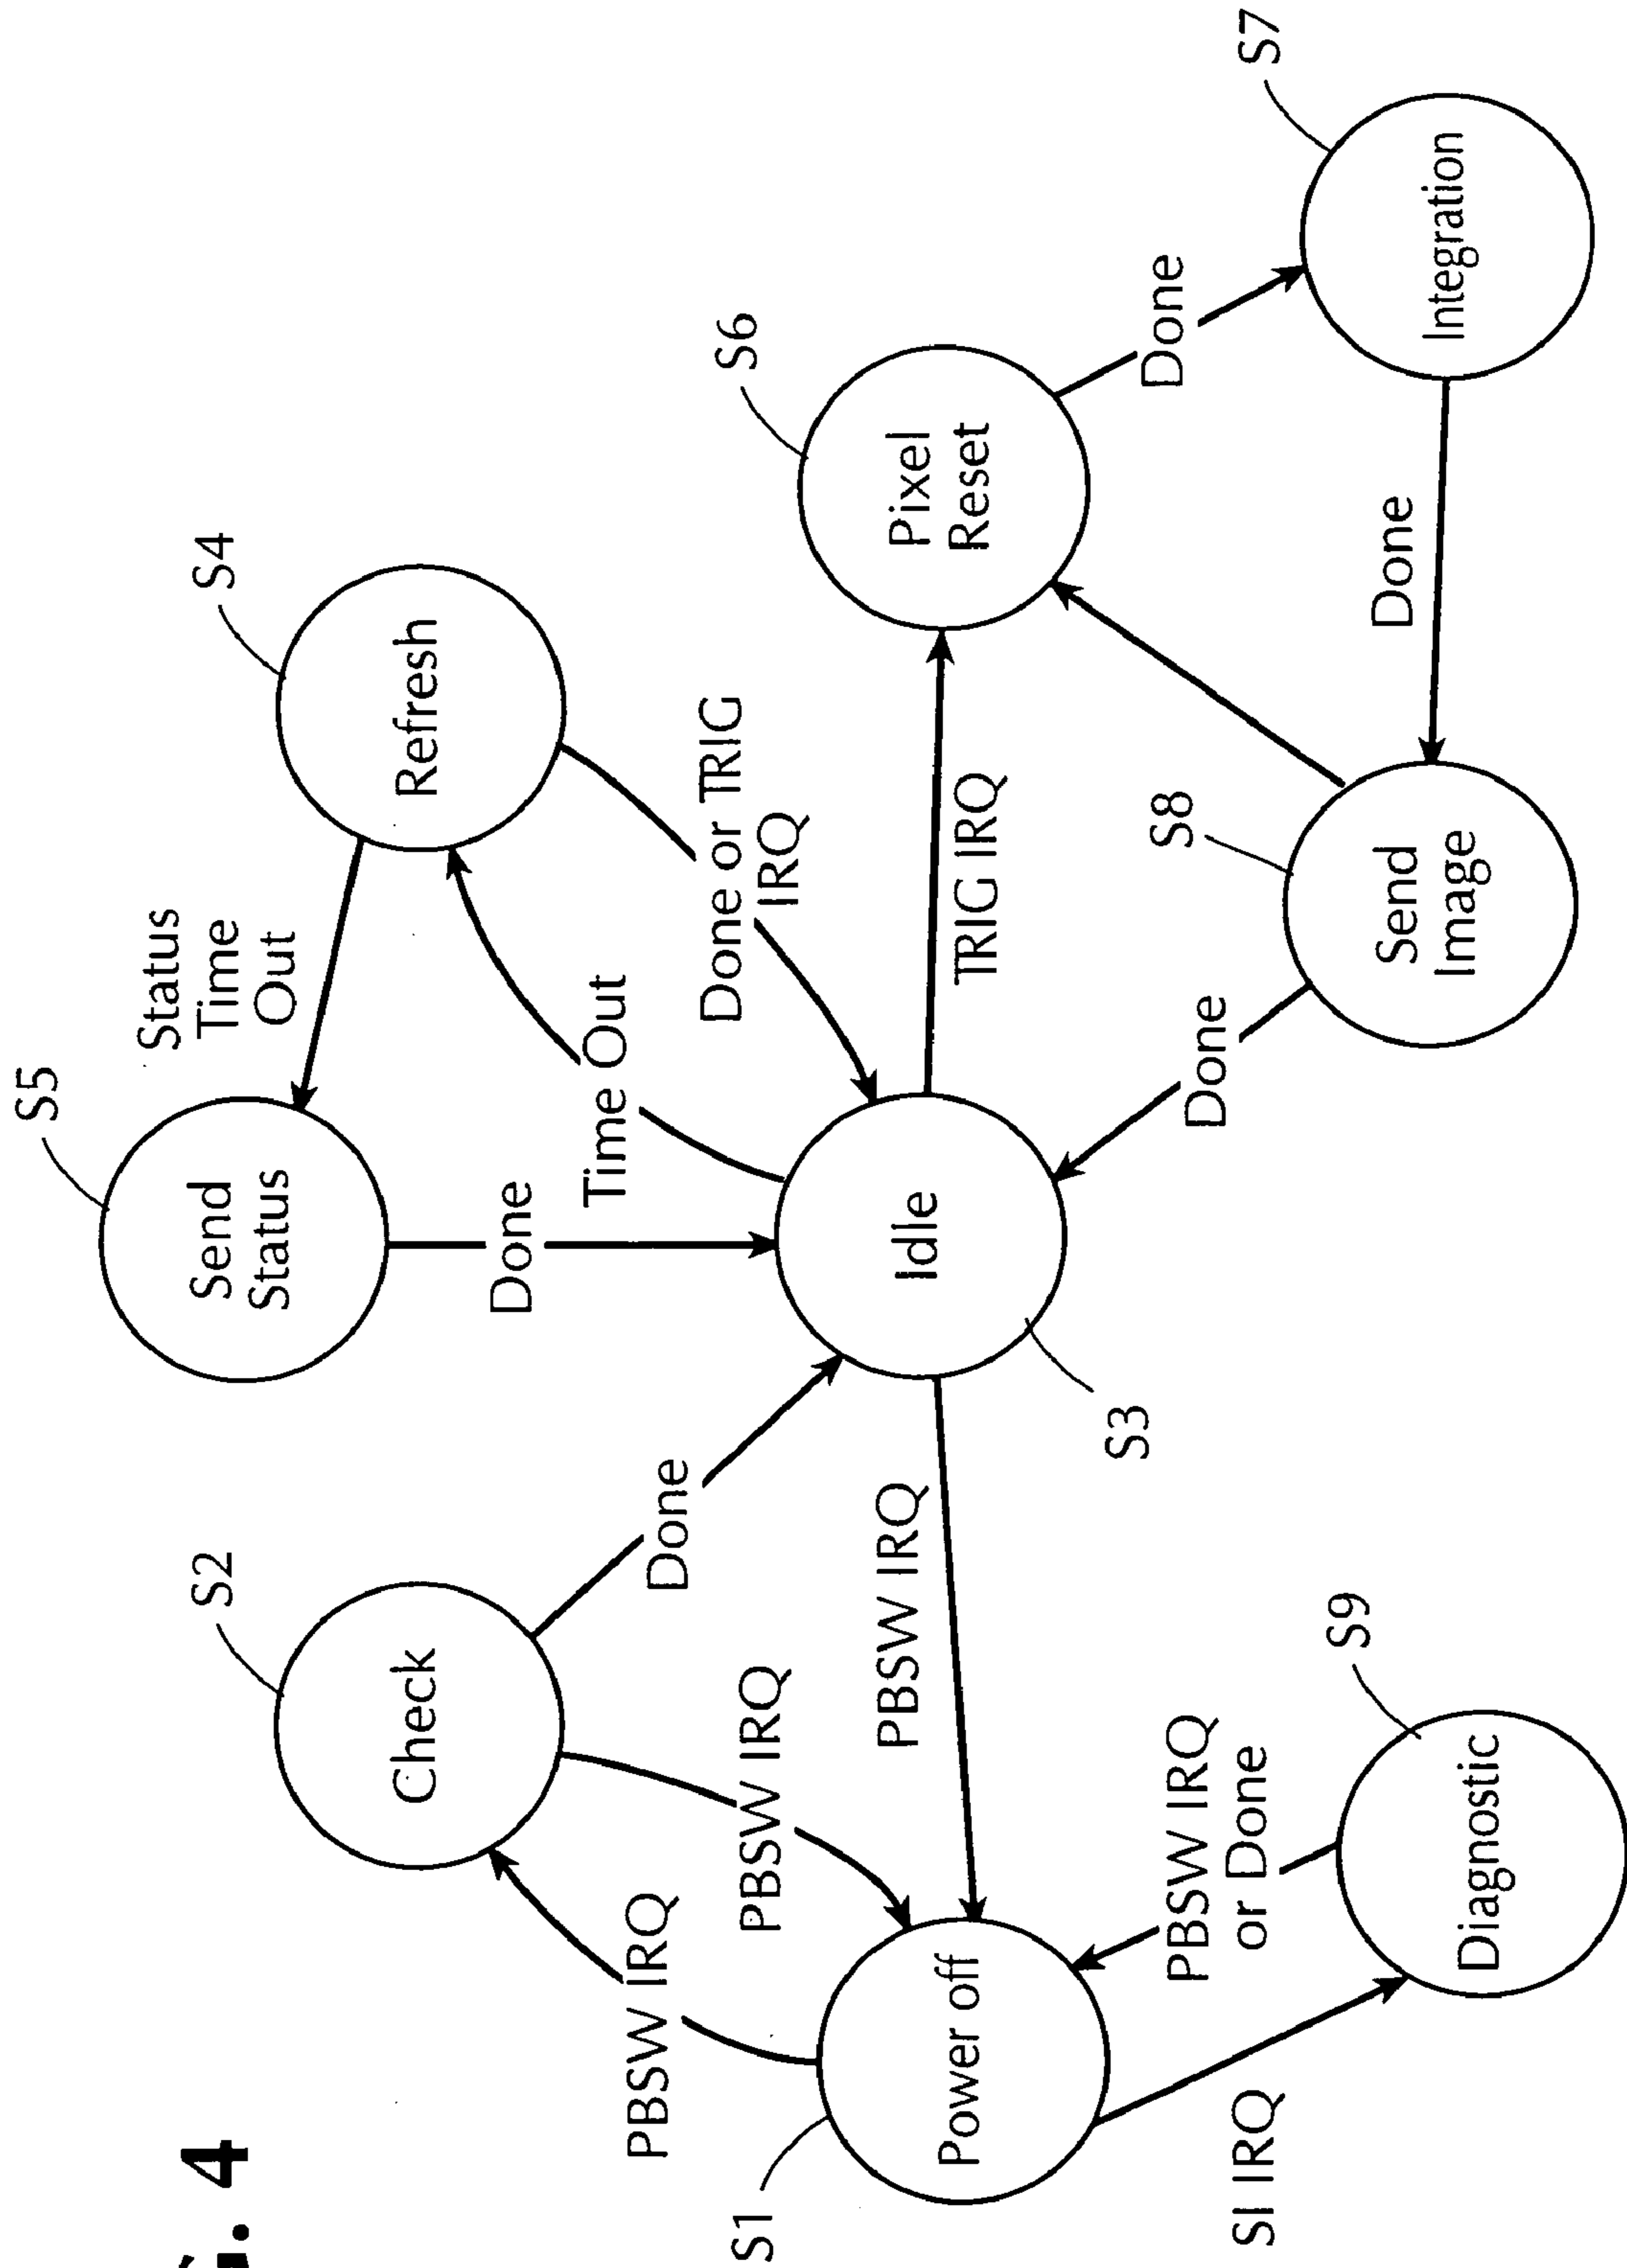 G. 4
S5
Send
Status
Status
Time
Out
S4
Refresh
S2
Check
Done
Time Out
Done or TRIG
IRQ
PBSW IRQ
PBSW IRQ
Done
S1
Power off
PBSW IRQ
Idle
S3
TRIG IRQ
S6
Pixel
Reset
SI IRQ
PBSW IRQ
or Done
S9
Diagnostic
Done
S8
Send
Image
Done
Done
S7
Integration